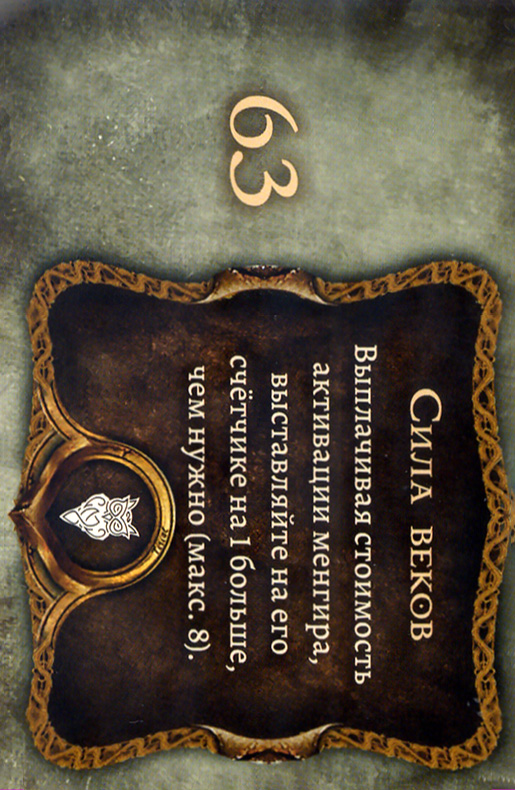 63
Сила веков
Выплачивая стоимость
активации менгира,
выставляйте на его
счётчике на 1 больше,
чем нужно (макс. 8).